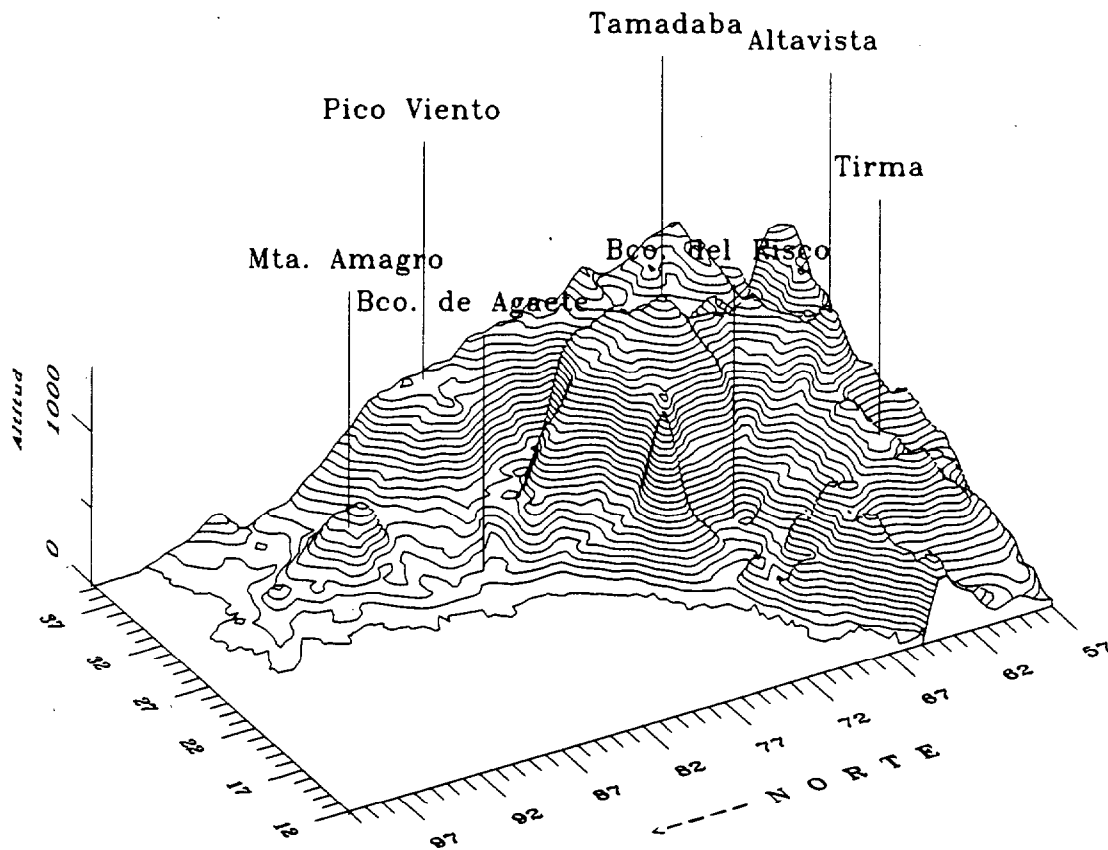 Tamadaba
Altavista
Pico Viento
Tirma
Mta. Amagro
Bco. del Risco
Bco. de Agaete
Altitud
1000
0
37
32
27
22
17
12
97
92
87
82
77
72
67
62
57
<----- NORTE